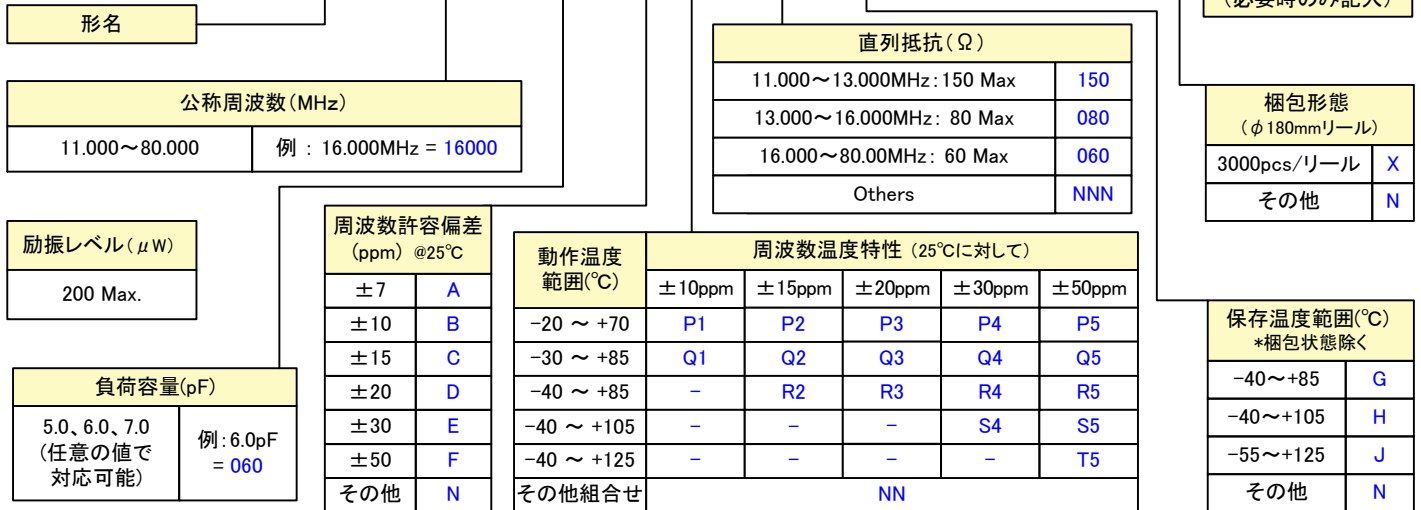 (必要時のみ記入)
形名
直列抵抗(Ω)
11.000～13.000MHz:150 Max 150
13.000～16.000MHz: 80 Max 080
16.000～80.00MHz: 60 Max 060
Others NNN
公称周波数(MHz)
11.000～80.000 例 : 16.000MHz = 16000
梱包形態
(φ180mmリール)
3000pcs/リール X
その他 N
励振レベル(μW)
200 Max.
周波数許容偏差
(ppm) @25℃
±7 A
±10 B
±15 C
±20 D
±30 E
±50 F
その他 N
動作温度
範囲(℃)
周波数温度特性 (25℃に対して)
±10ppm ±15ppm ±20ppm ±30ppm ±50ppm
-20 ～ +70 P1 P2 P3 P4 P5
-30 ～ +85 Q1 Q2 Q3 Q4 Q5
-40 ～ +85 - R2 R3 R4 R5
-40 ～ +105 - - - S4 S5
-40 ～ +125 - - - - T5
その他組合せ NN
保存温度範囲(℃)
*梱包状態除く
-40～+85 G
-40～+105 H
-55～+125 J
その他 N
負荷容量(pF)
5.0、6.0、7.0
(任意の値で
対応可能)
例:6.0pF
= 060